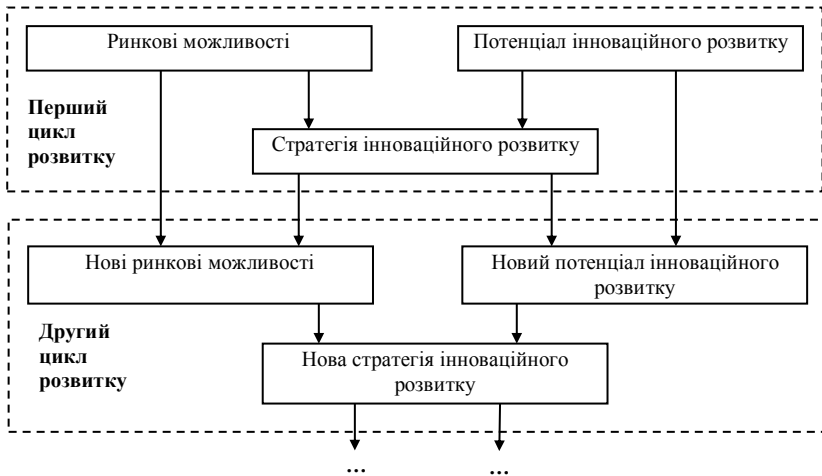 Ринкові можливості
Потенціал інноваційного розвитку
Перший
цикл
розвитку
Стратегія інноваційного розвитку
Нові ринкові можливості
Новий потенціал інноваційного
розвитку
Другий
цикл
розвитку
Нова стратегія інноваційного
розвитку
...
...